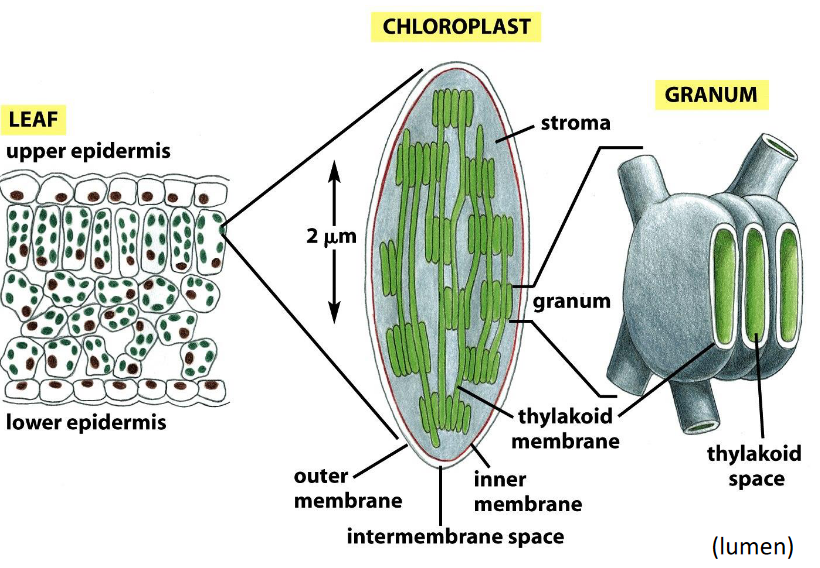 CHLOROPLAST
LEAF
upper epidermis
2 μm
lower epidermis
stroma
granum
thylakoid
membrane
outer
membrane
inner
membrane
intermembrane space
GRANUM
thylakoid
space
(lumen)